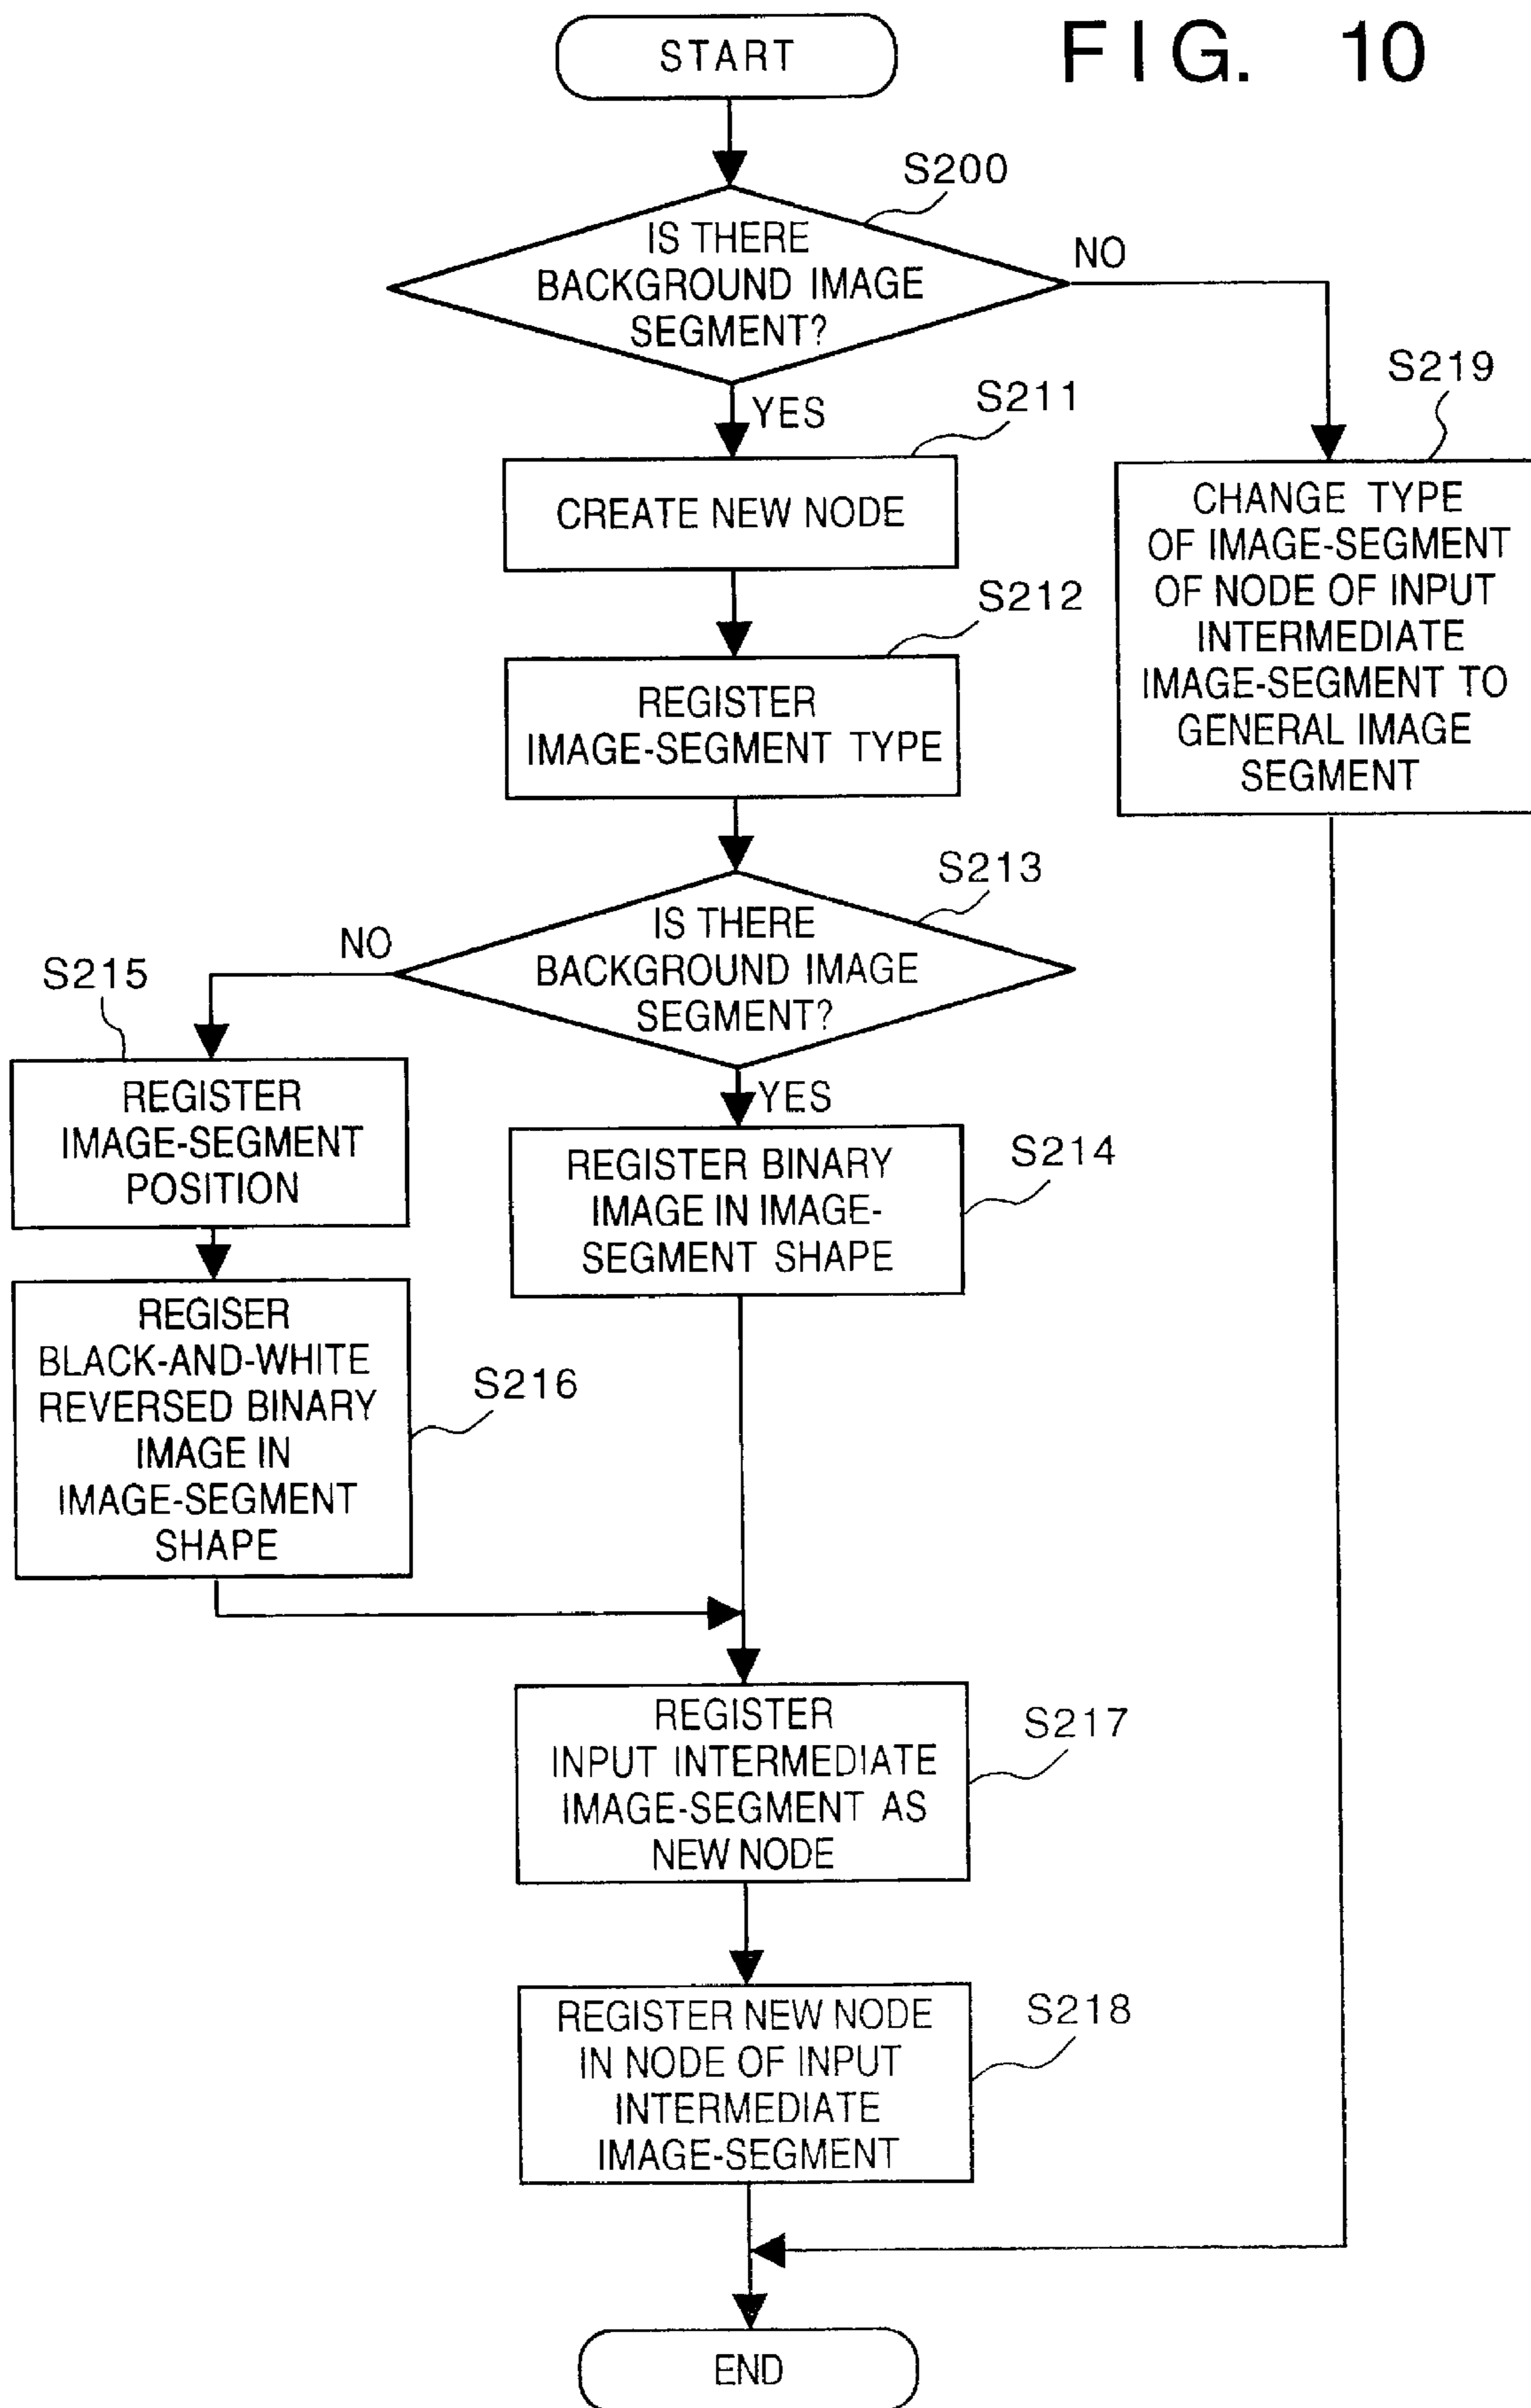 FIG. 10
START
S200
IS THERE
BACKGROUND IMAGE
SEGMENT?
NO
YES
S211
CREATE NEW NODE
S219
CHANGE TYPE
OF IMAGE-SEGMENT
OF NODE OF INPUT
INTERMEDIATE
IMAGE-SEGMENT TO
GENERAL IMAGE
SEGMENT
S212
REGISTER
IMAGE-SEGMENT TYPE
S213
IS THERE
BACKGROUND IMAGE
SEGMENT?
NO
YES
S215
REGISTER
IMAGE-SEGMENT
POSITION
S214
REGISTER BINARY
IMAGE IN IMAGE-
SEGMENT SHAPE
REGISER
BLACK-AND-WHITE
REVERSED BINARY
IMAGE IN
IMAGE-SEGMENT
SHAPE
S216
REGISTER
INPUT INTERMEDIATE
IMAGE-SEGMENT AS
NEW NODE
S217
REGISTER NEW NODE
IN NODE OF INPUT
INTERMEDIATE
IMAGE-SEGMENT
S218
END